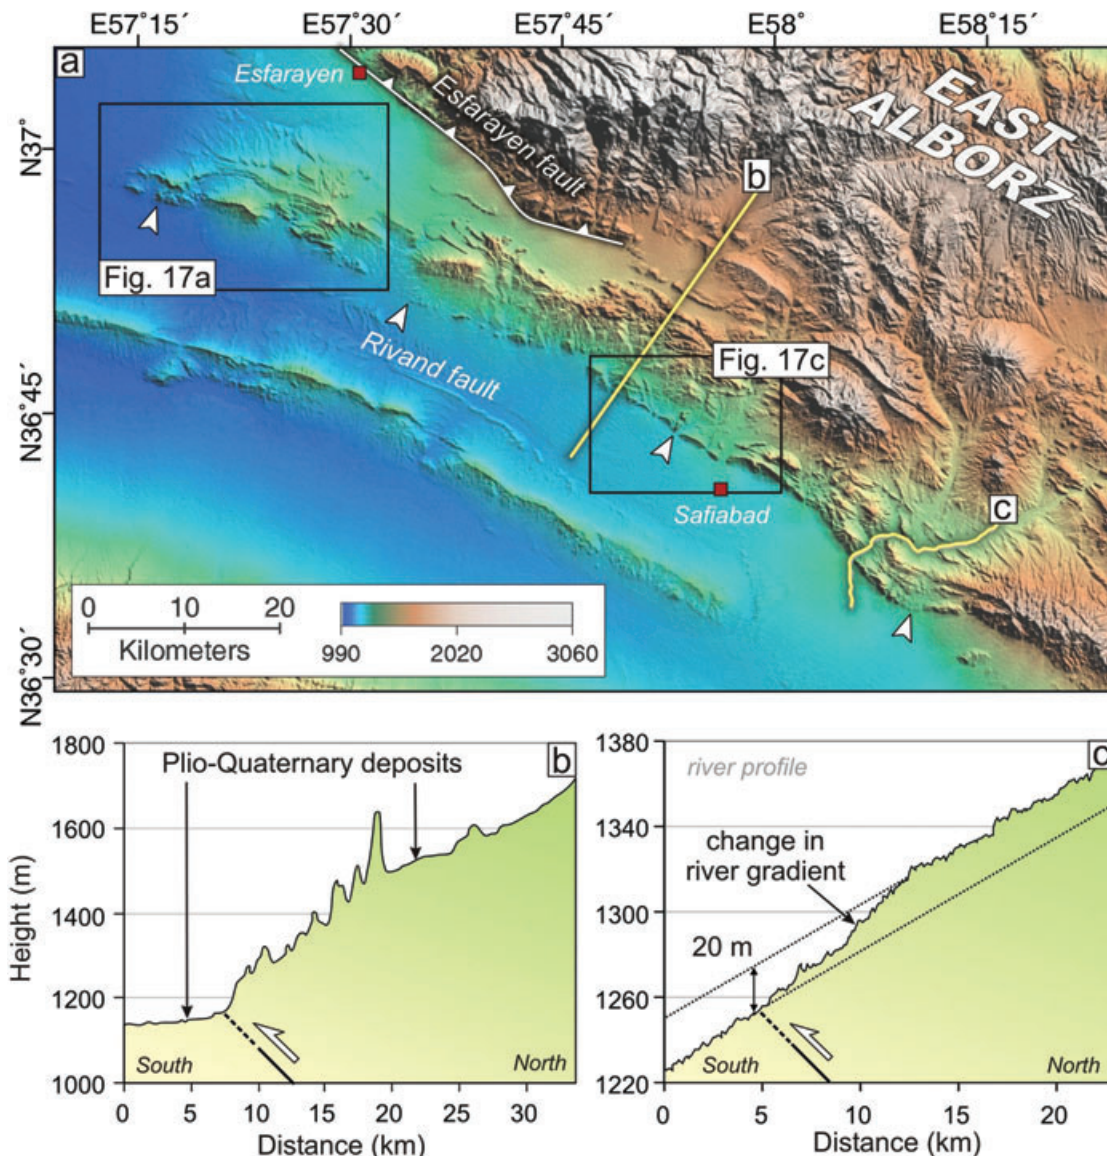 E57°15´ E57°30´ E57°45´ E58° E58°15´
a
Esfarayen
Esfarayen fault
EAST
ALBORZ
N37°
b
Fig. 17a
Rivand fault
Fig. 17c
N36°45´
Safiabad
c
0 10 20
Kilometers
990 2020 3060
N36°30´
1800
Plio-Quaternary deposits
b
1600
1400
1200
1000
Height (m)
South
North
0 5 10 15 20 25 30
Distance (km)
1380
river profile
c
1340
change in
river gradient
1300
20 m
1260
1220
South
North
0 5 10 15 20
Distance (km)